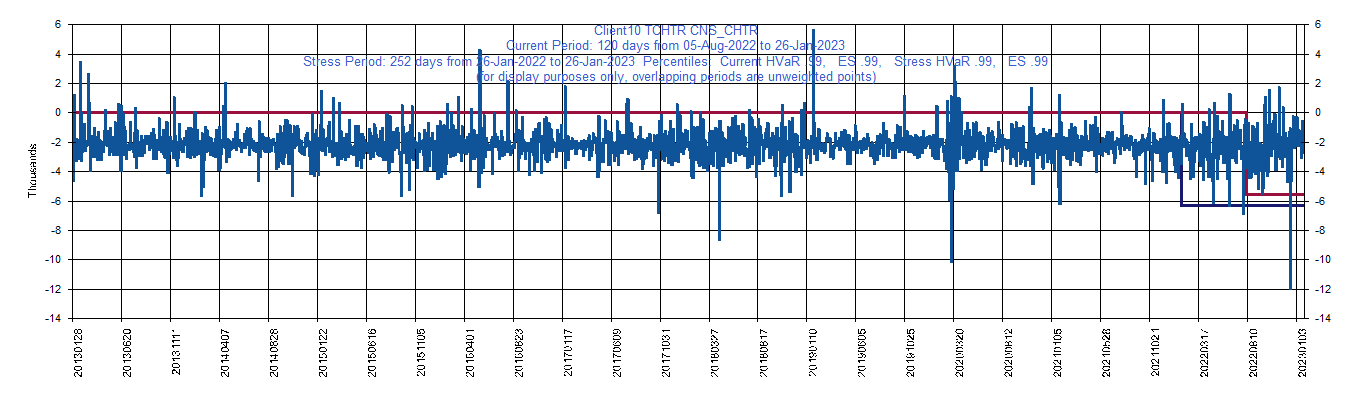 Client10 TCHTR CNS_CHTR
Current Period: 120 days from 05-Aug-2022 to 26-Jan-2023
Stress Period: 252 days from 26-Jan-2022 to 26-Jan-2023 Percentiles: Current HVaR .99, ES .99, Stress HVaR .99, ES .99
(for display purposes only, overlapping periods are unweighted points)
6 6
4 4
2 2
0 0
-2 -2
-4 -4
-6 -6
-8 -8
-10 -10
-12 -12
-14 -14
Thousands
20130128 20130620 20131111 20140407 20140828 20150122 20150616 20151105 20160401 20160823 20170117 20170609 20171031 20180327 20180817 20190110 20190605 20191025 20200320 20200812 20210105 20210528 20211021 20220317 20220810 20230103